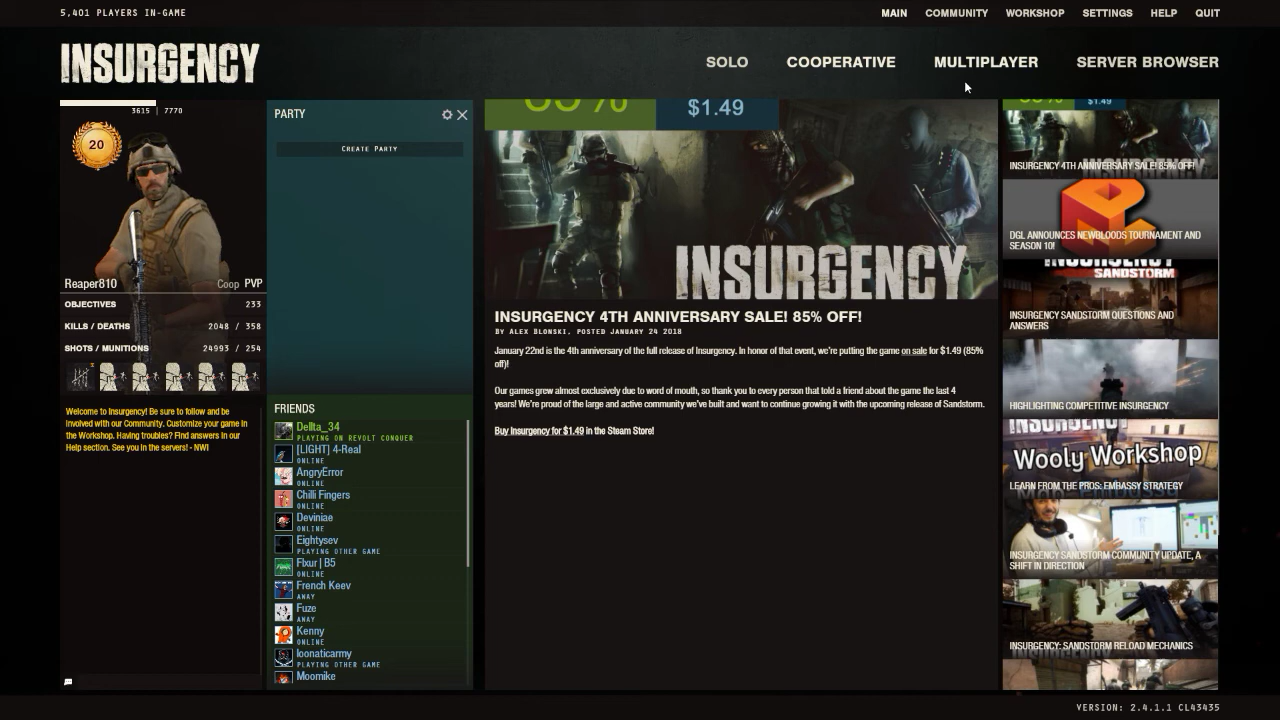 5,401 PLAYERS IN-GAME
MAIN COMMUNITY WORKSHOP SETTINGS HELP QUIT
INSURGENCY
SOLO COOPERATIVE MULTIPLAYER SERVER BROWSER
3615 | 7770
20
Reaper810 Coop PVP
OBJECTIVES 233
KILLS / DEATHS 2048 / 358
SHOTS / MUNITIONS 24993 / 254
Welcome to Insurgency! Be sure to follow and be
involved with our Community. Customize your game in
the Workshop. Having troubles? Find answers in our
Help section. See you in the servers! - NWI
PARTY
CREATE PARTY
FRIENDS
Dellta_34
PLAYING ON REVOLT CONQUER
[LIGHT] 4-Real
ONLINE
AngryError
ONLINE
Chilli Fingers
ONLINE
Deviniae
ONLINE
Eightysev
PLAYING OTHER GAME
Flxur | B5
ONLINE
French Keev
AWAY
Fuze
AWAY
Kenny
ONLINE
loonaticarmy
PLAYING OTHER GAME
Moomike
85% $1.49
INSURGENCY
INSURGENCY 4TH ANNIVERSARY SALE! 85% OFF!
BY ALEX BLONSKI, POSTED JANUARY 24 2018
January 22nd is the 4th anniversary of the full release of Insurgency. In honor of that event, we're putting the game on sale for $1.49 (85%
off)!
Our games grew almost exclusively due to word of mouth, so thank you to every person that told a friend about the game the last 4
years! We're proud of the large and active community we've built and want to continue growing it with the upcoming release of Sandstorm.
Buy Insurgency for $1.49 in the Steam Store!
$1.49
INSURGENCY
INSURGENCY 4TH ANNIVERSARY SALE! 85% OFF!
DGL ANNOUNCES NEWBLOODS TOURNAMENT AND
SEASON 10!
INSURGENCY
SANDSTORM
INSURGENCY SANDSTORM QUESTIONS AND
ANSWERS
HIGHLIGHTING COMPETITIVE INSURGENCY
INSURGENCY
Wooly Workshop
LEARN FROM THE PROS: EMBASSY STRATEGY
Map Embassy
INSURGENCY SANDSTORM COMMUNITY UPDATE, A
SHIFT IN DIRECTION
INSURGENCY: SANDSTORM RELOAD MECHANICS
VERSION: 2.4.1.1 CL43435